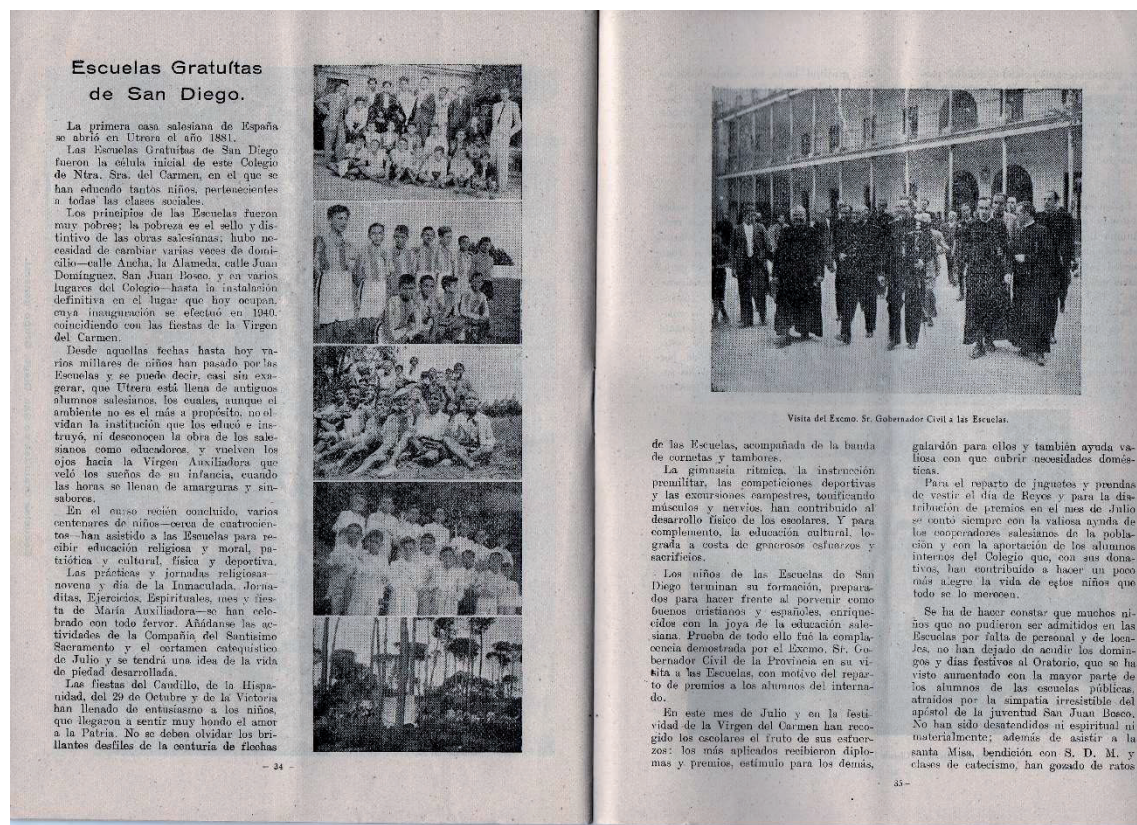 Escuelas Gratuitas
de San Diego.
La primera casa salesiana de España
se abrió en Utrera el año 1881.
Las Escuelas Gratuitas de San Diego
fueron la célula inicial de este Colegio
de Ntra. Sra. del Carmen, en el que se
han educado tantos niños, pertenecientes
a todas las clases sociales.
Los principios de las Escuelas fueron
muy pobres; la pobreza es el sello y dis-
tintivo de las obras salesianas; hubo ne-
cesidad de cambiar varias veces de domi-
cilio—calle Ancha, la Alameda, calle Juan
Domínguez, San Juan Bosco, y en varios
lugares del Colegio—hasta la instalación
definitiva en el lugar que hoy ocupan,
cuya inauguración se efectuó en 1940,
coincidiendo con las fiestas de la Virgen
del Carmen.
Desde aquellas fechas hasta hoy va-
rios millares de niños han pasado por las
Escuelas y se puede decir, casi sin exa-
gerar, que Utrera está llena de antiguos
alumnos salesianos, los cuales, aunque el
ambiente no es el más a propósito, no ol-
vidan la institución que los educó e ins-
truyó, ni desconocen la obra de los sale-
sianos como educadores, y vuelven los
ojos hacia la Virgen Auxiliadora que
veló los sueños de su infancia, cuando
las horas se llenan de amarguras y sin-
sabores.
En el curso recién concluido, varios
centenares de niños—cerca de cuatrocien-
tos—han asistido a las Escuelas para re-
cibir educación religiosa y moral, pa-
triótica y cultural, física y deportiva.
Las prácticas y jornadas religiosas—
novena y día de la Inmaculada, Jorna-
ditas, Ejercicios, Espirituales, mes y fies-
ta de María Auxiliadora—se han cele-
brado con todo fervor. Añádanse las ac-
tividades de la Compañía del Santísimo
Sacramento y el certamen catequístico
de Julio y se tendrá una idea de la vida
de piedad desarrollada.
Las fiestas del Caudillo, de la Hispa-
nidad, del 29 de Octubre y de la Victoria
han llenado de entusiasmo a los niños,
que llegaron a sentir muy hondo el amor
a la Patria. No se deben olvidar los bri-
llantes desfiles de la centuria de flechas
— 34 —
Visita del Excmo. Sr. Gobernador Civil a las Escuelas.
de las Escuelas, acompañada de la banda
de cornetas y tambores.
La gimnasia rítmica, la instrucción
premilitar, las competiciones deportivas
y las excursiones campestres, tonificando
músculos y nervios, han contribuido al
desarrollo físico de los escolares. Y para
complemento, la educación cultural, lo-
grada a costa de generosos esfuerzos y
sacrificios.
Los niños de las Escuelas de San
Diego terminan su formación, prepara-
dos para hacer frente al porvenir como
buenos cristianos y españoles, enrique-
cidos con la joya de la educación sale-
siana. Prueba de todo ello fué la compla-
cencia demostrada por el Excmo. Sr. Go-
bernador Civil de la Provincia en su vi-
sita a las Escuelas, con motivo del repar-
to de premios a los alumnos del interna-
do.
En este mes de Julio y en la festi-
vidad de la Virgen del Carmen han reco-
gido los escolares el fruto de sus esfuer-
zos: los más aplicados recibieron diplo-
mas y premios, estímulo para los demás,
galardón para ellos y también ayuda va-
liosa con que cubrir necesidades domés-
ticas.
Para el reparto de juguetes y prendas
de vestir el día de Reyes y para la dis-
tribución de premios en el mes de Julio
se contó siempre con la valiosa ayuda de
los cooperadores salesianos de la pobla-
ción y con la aportación de los alumnos
internos del Colegio que, con sus dona-
tivos, han contribuido a hacer un poco
más alegre la vida de estos niños que
todo se lo merecen.
Se ha de hacer constar que muchos ni-
ños que no pudieron ser admitidos en las
Escuelas por falta de personal y de loca-
les, no han dejado de acudir los domin-
gos y días festivos al Oratorio, que se ha
visto aumentado con la mayor parte de
los alumnos de las escuelas públicas,
atraídos por la simpatía irresistible del
apóstol de la juventud San Juan Bosco.
No han sido desatendidos ni espiritual ni
materialmente; además de asistir a la
santa Misa, bendición con S. D. M. y
clases de catecismo, han gozado de ratos
35 —